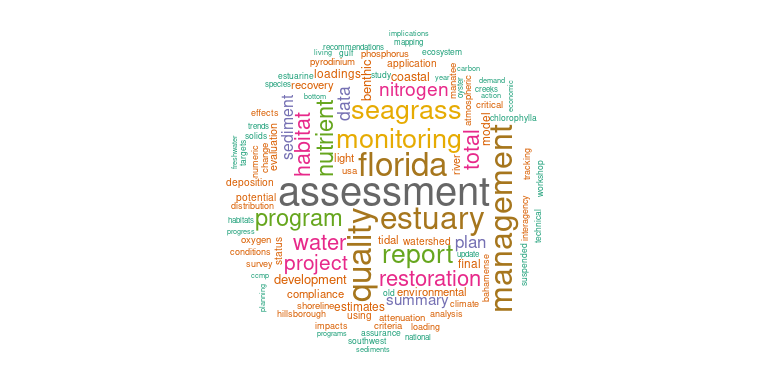 implications
mapping
recommendations
living
gulf
phosphorus
ecosystem
pyrodinium
application
carbon
estuarine
loadings
study
coastal
year
demand
species
recovery
benthic
nitrogen
manatee
oyster
atmospheric
creeks
action
economic
bottom
data
seagrass
critical
effects
sediment
nutrient
monitoring
model
chlorophylla
trends
solids
evaluation
habitat
light
florida
river
total
management
freshwater
targets
numeric
change
usa
tracking
workshop
deposition
potential
distribution
assessment
habitats
progress
program
quality
estuary
interagency
technical
oxygen
water
tidal
watershed
plan
conditions
status
report
update
suspended
survey
project
final
ccmp
development
restoration
bahamense
planning
compliance
old
environmental
summary
climate
shoreline
estimates
hillsborough
using
attenuation
analysis
impacts
criteria
loading
programs
assurance
national
southwest
sediments